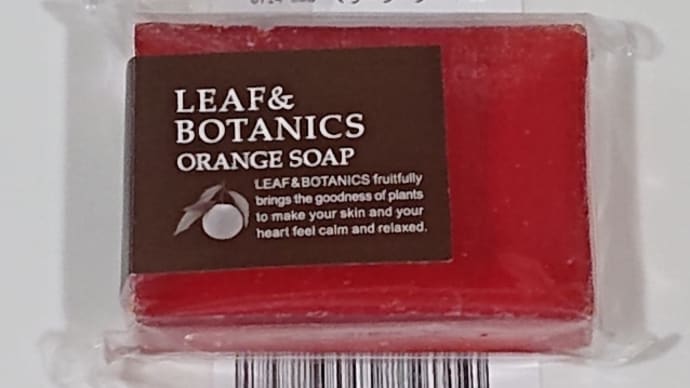 LEAF&
BOTANICS
ORANGE SOAP
LEAF&BOTANICS fruitfully
brings the goodness of plants
to make your skin and your
heart feel calm and relaxed.